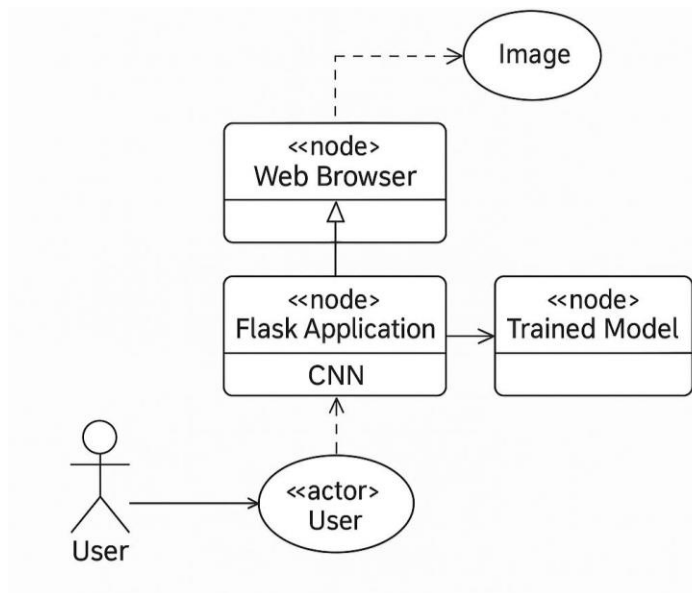 Image
<<node>
Web Browser
<<node>
Flask Application
CNN
<<node>
Trained Model
<<actor>
User
User